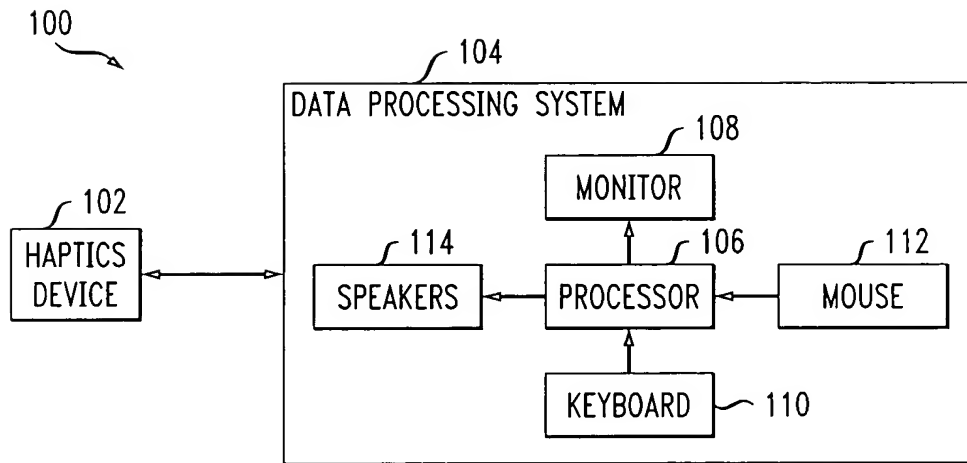 100
104
DATA PROCESSING SYSTEM
108
MONITOR
102
HAPTICS
DEVICE
114
SPEAKERS
106
PROCESSOR
112
MOUSE
KEYBOARD
110